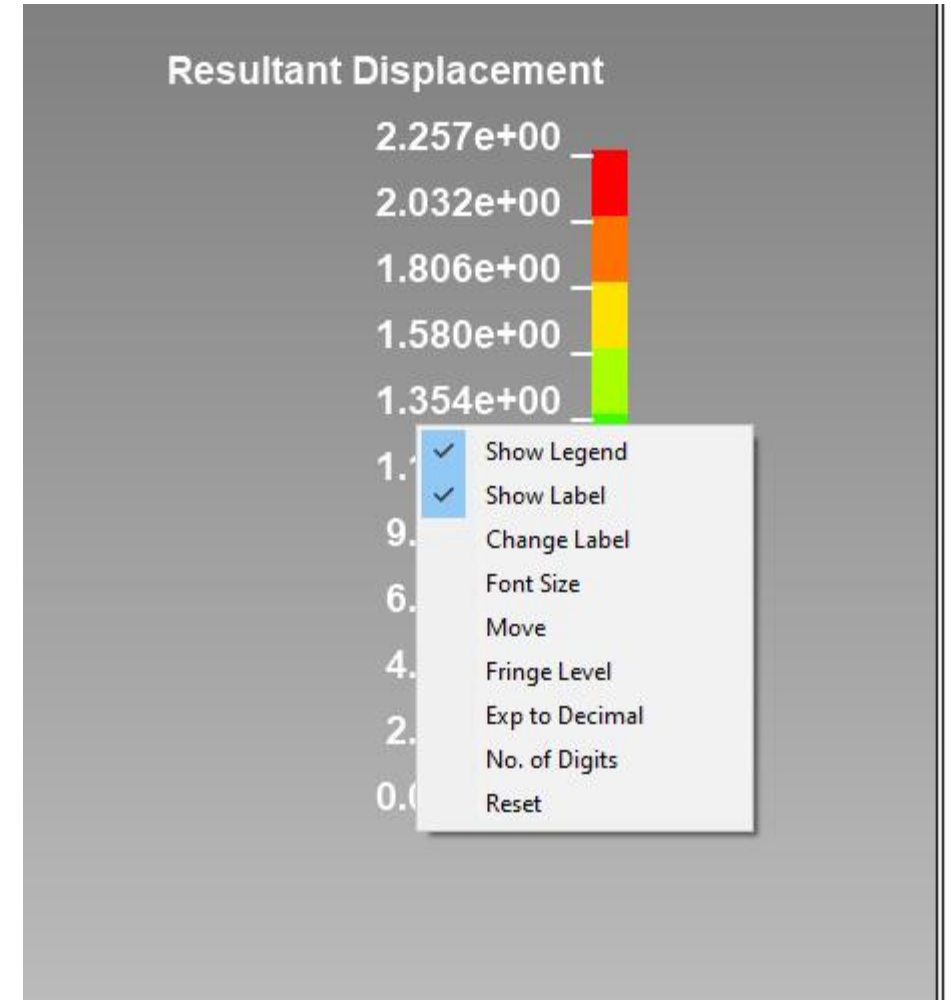 Resultant Displacement
2.257e+00
2.032e+00
1.806e+00
1.580e+00
1.354e+00
Show Legend
Show Label
Change Label
Font Size
Move
Fringe Level
Exp to Decimal
No. of Digits
Reset